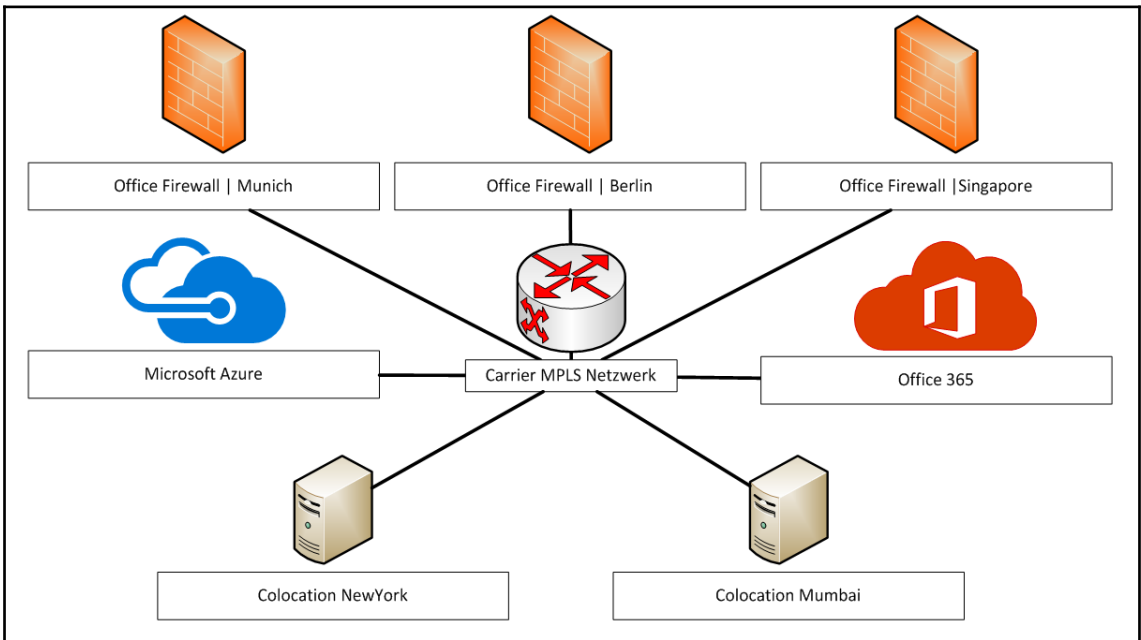 Office Firewall | Munich
Office Firewall | Berlin
Office Firewall |Singapore
Microsoft Azure
Carrier MPLS Netzwerk
Office 365
Colocation NewYork
Colocation Mumbai